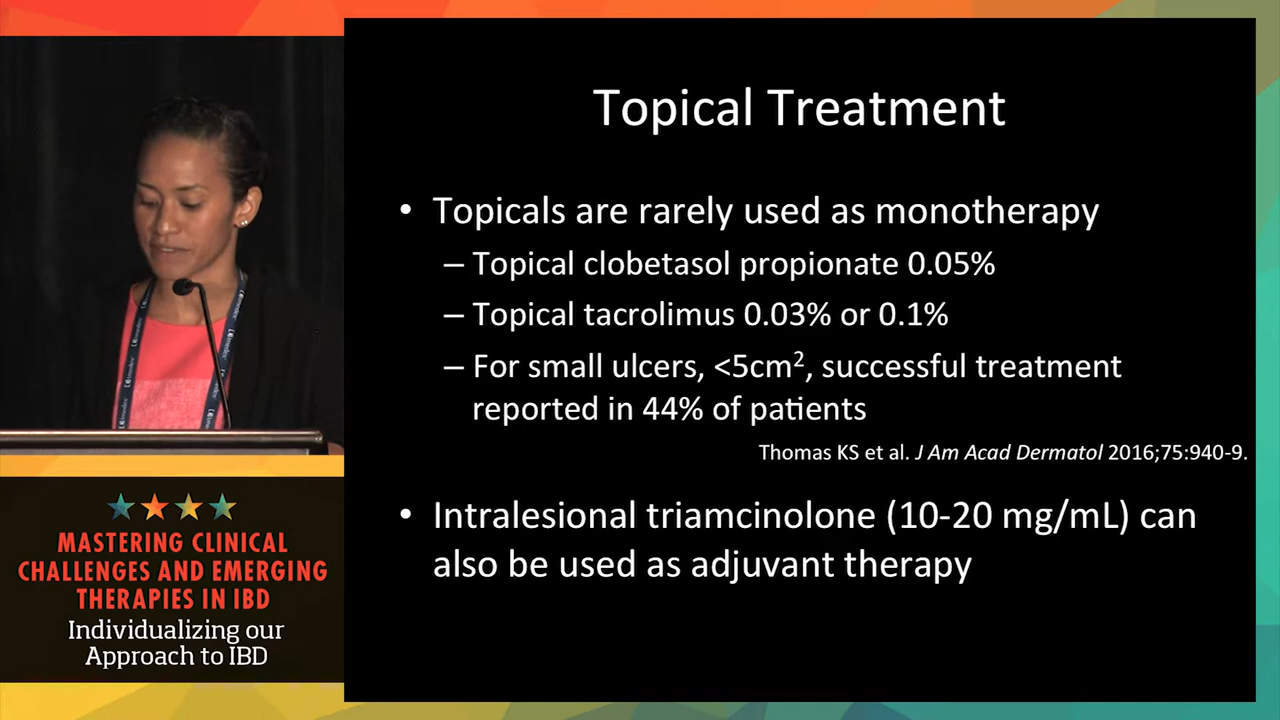 Topical Treatment
• Topicals are rarely used as monotherapy
– Topical clobetasol propionate 0.05%
– Topical tacrolimus 0.03% or 0.1%
– For small ulcers, <5cm², successful treatment
reported in 44% of patients
Thomas KS et al. J Am Acad Dermatol 2016;75:940-9.
• Intralesional triamcinolone (10-20 mg/mL) can
also be used as adjuvant therapy
MASTERING CLINICAL
CHALLENGES AND EMERGING
THERAPIES IN IBD
Individualizing our
Approach to IBD